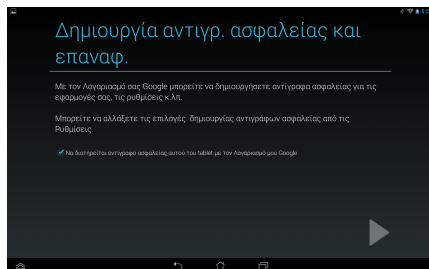 Δημιουργία αντιγρ. ασφαλείας και
επαναφ.
Με τον Λογαριασμό σας Google μπορείτε να δημιουργήσετε αντίγραφα ασφαλείας για τις
εφαρμογές σας, τις ρυθμίσεις κ.λπ.
Μπορείτε να αλλάξετε τις επιλογές δημιουργίας αντιγράφων ασφαλείας από τις
Ρυθμίσεις.
Να διατηρείται αντίγραφο ασφαλείας αυτού του tablet με τον Λογαριασμό μου Google